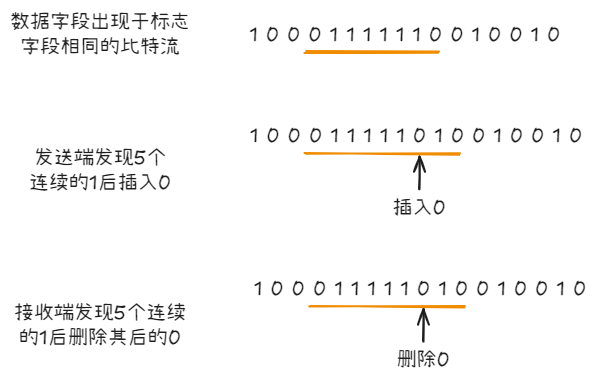 数据字段出现于标志
字段相同的比特流
1 0 0 0 1 1 1 1 1 1 0 0 1 0 0 1 0
发送端发现5个
连续的1后插入0
1 0 0 0 1 1 1 1 1 0 1 0 0 1 0 0 1 0
插入0
接收端发现5个连续
的1后删除其后的0
1 0 0 0 1 1 1 1 1 0 1 0 0 1 0 0 1 0
删除0